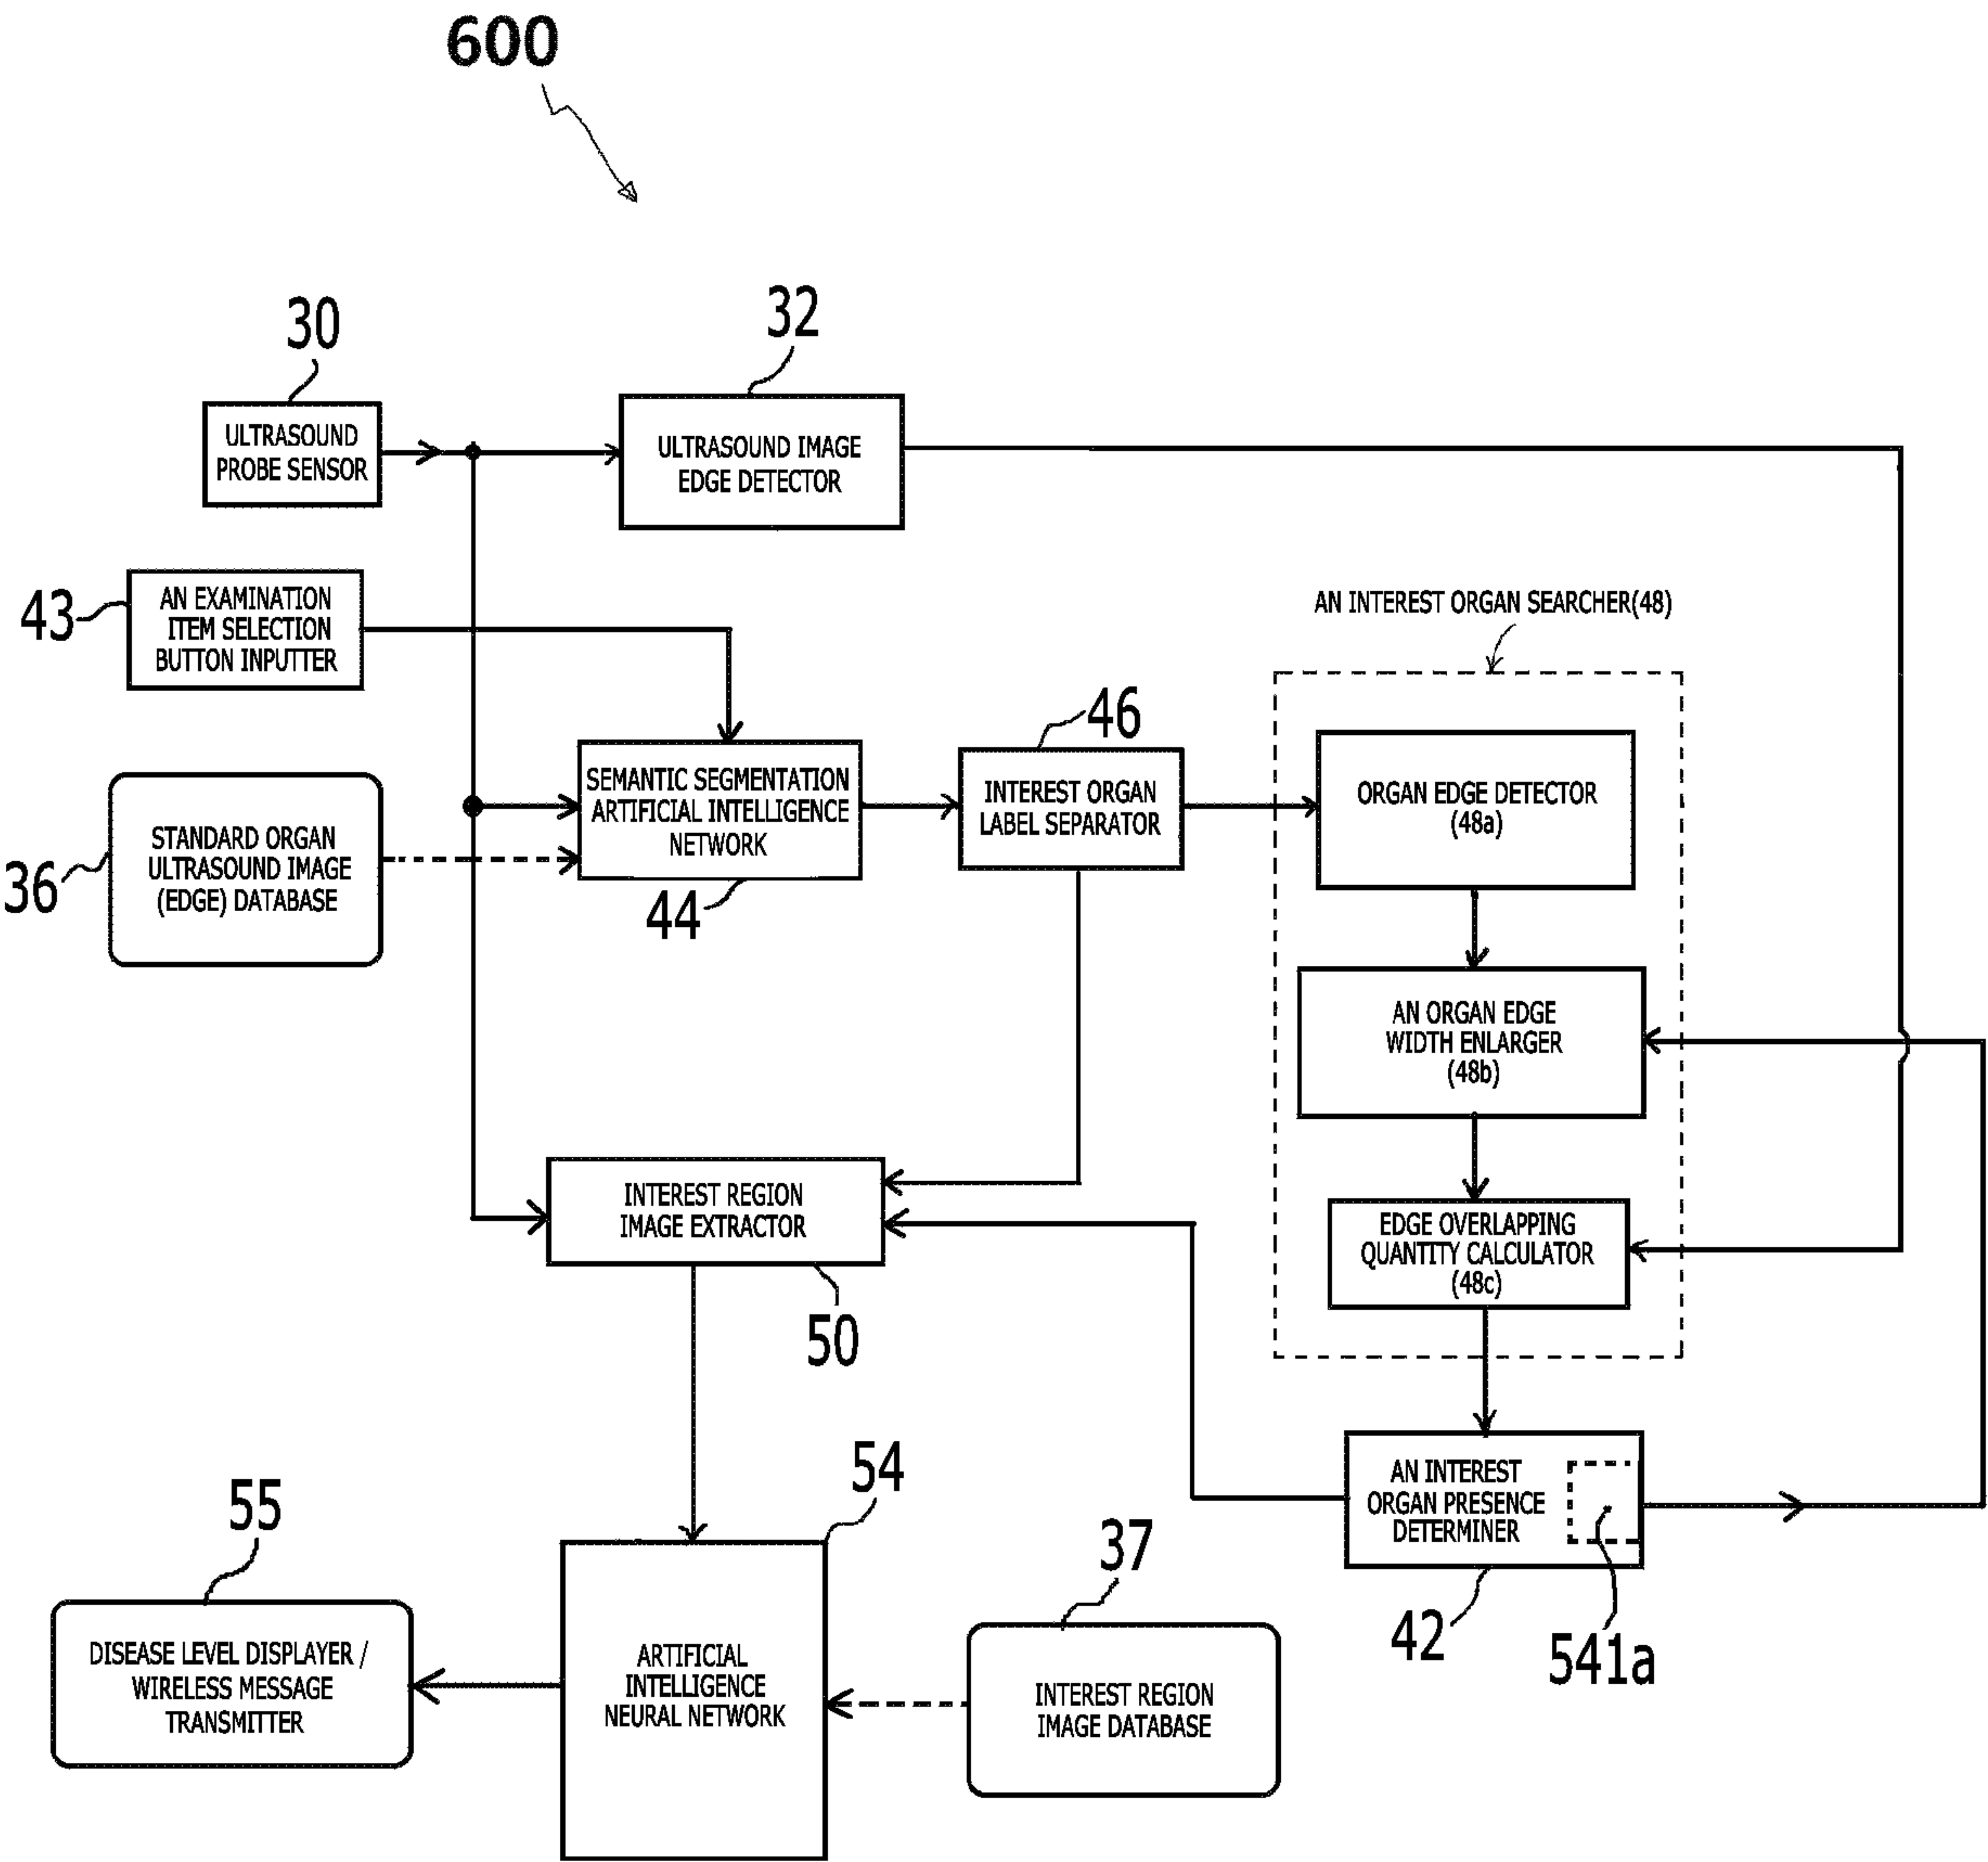 600
30
32
ULTRASOUND
PROBE SENSOR
ULTRASOUND IMAGE
EDGE DETECTOR
43
AN EXAMINATION
ITEM SELECTION
BUTTON INPUTTER
AN INTEREST ORGAN SEARCHER(48)
46
36
STANDARD ORGAN
ULTRASOUND IMAGE
(EDGE) DATABASE
SEMANTIC SEGMENTATION
ARTIFICIAL INTELLIGENCE
NETWORK
44
INTEREST ORGAN
LABEL SEPARATOR
ORGAN EDGE DETECTOR
(48a)
AN ORGAN EDGE
WIDTH ENLARGER
(48b)
INTEREST REGION
IMAGE EXTRACTOR
50
EDGE OVERLAPPING
QUANTITY CALCULATOR
(48c)
AN INTEREST
ORGAN PRESENCE
DETERMINER
42
541a
54
55
37
DISEASE LEVEL DISPLAYER /
WIRELESS MESSAGE
TRANSMITTER
ARTIFICIAL
INTELLIGENCE
NEURAL NETWORK
INTEREST REGION
IMAGE DATABASE